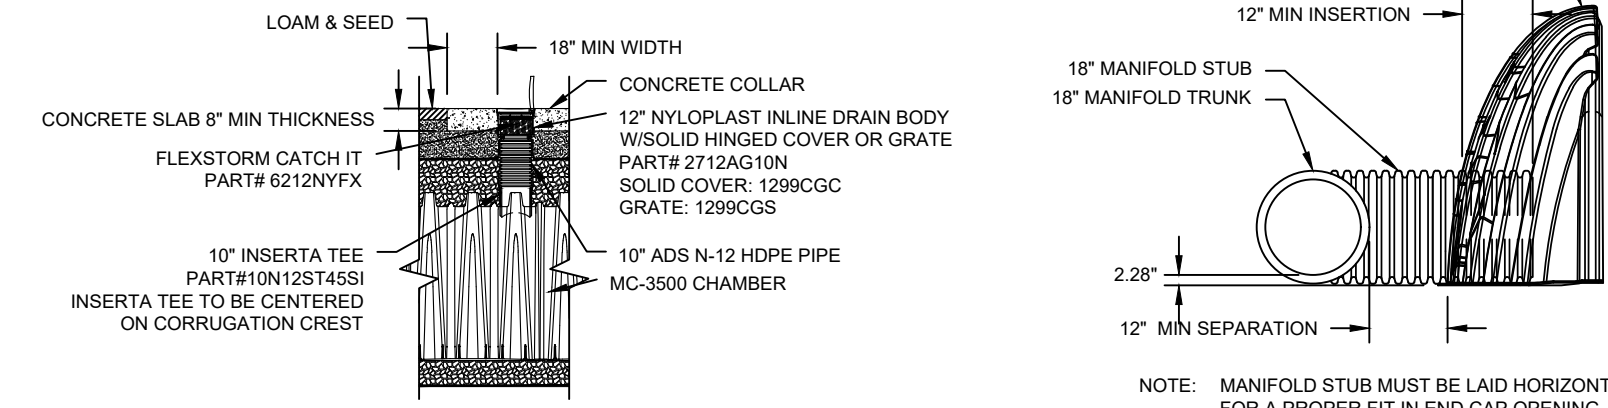 LOAM & SEED
18" MIN WIDTH
CONCRETE COLLAR
CONCRETE SLAB 8" MIN THICKNESS
12" NYLOPLAST INLINE DRAIN BODY
W/SOLID HINGED COVER OR GRATE
PART# 2712AG10N
SOLID COVER: 1299CGC
GRATE: 1299CGS
FLEXSTORM CATCH IT
PART# 6212NYFX
10" INSERTA TEE
PART#10N12ST45SI
INSERTA TEE TO BE CENTERED
ON CORRUGATION CREST
10" ADS N-12 HDPE PIPE
MC-3500 CHAMBER
12" MIN INSERTION
18" MANIFOLD STUB
18" MANIFOLD TRUNK
2.28"
12" MIN SEPARATION
NOTE: MANIFOLD STUB MUST BE LAID HORIZONT
FOR A PROPER FIT IN END CAP OPENING